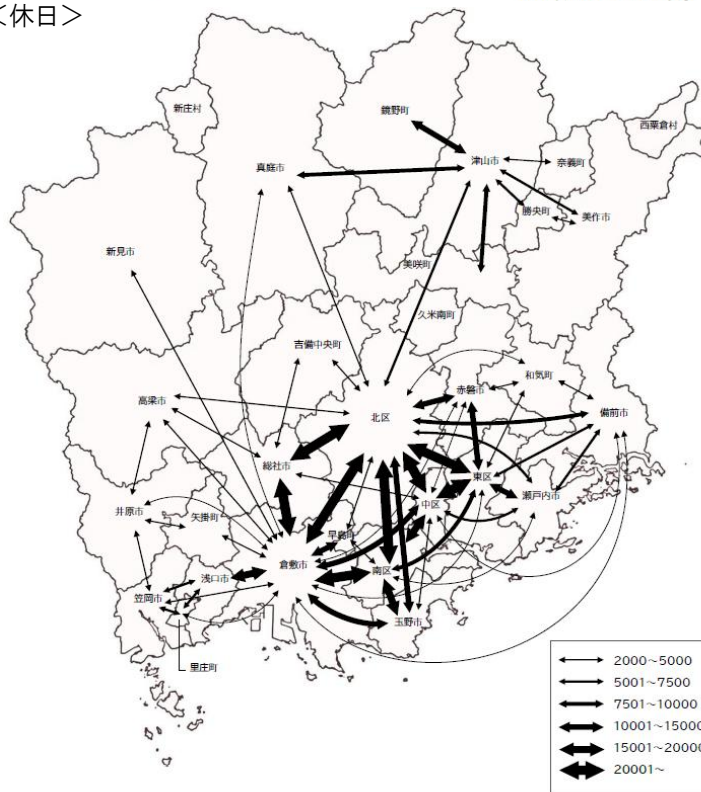 <休日>
新庄村
鏡野町
西粟倉村
津山市
奈義町
真庭市
勝央町
美作市
新見市
美咲町
久米南町
吉備中央町
和気町
赤磐市
高梁市
北区
備前市
総社市
東区
瀬戸内市
中区
井原市
矢掛町
早島町
倉敷市
南区
浅口市
笠岡市
玉野市
里庄町
2000~5000
5001~7500
7501~10000
10001~15000
15001~20000
20001~